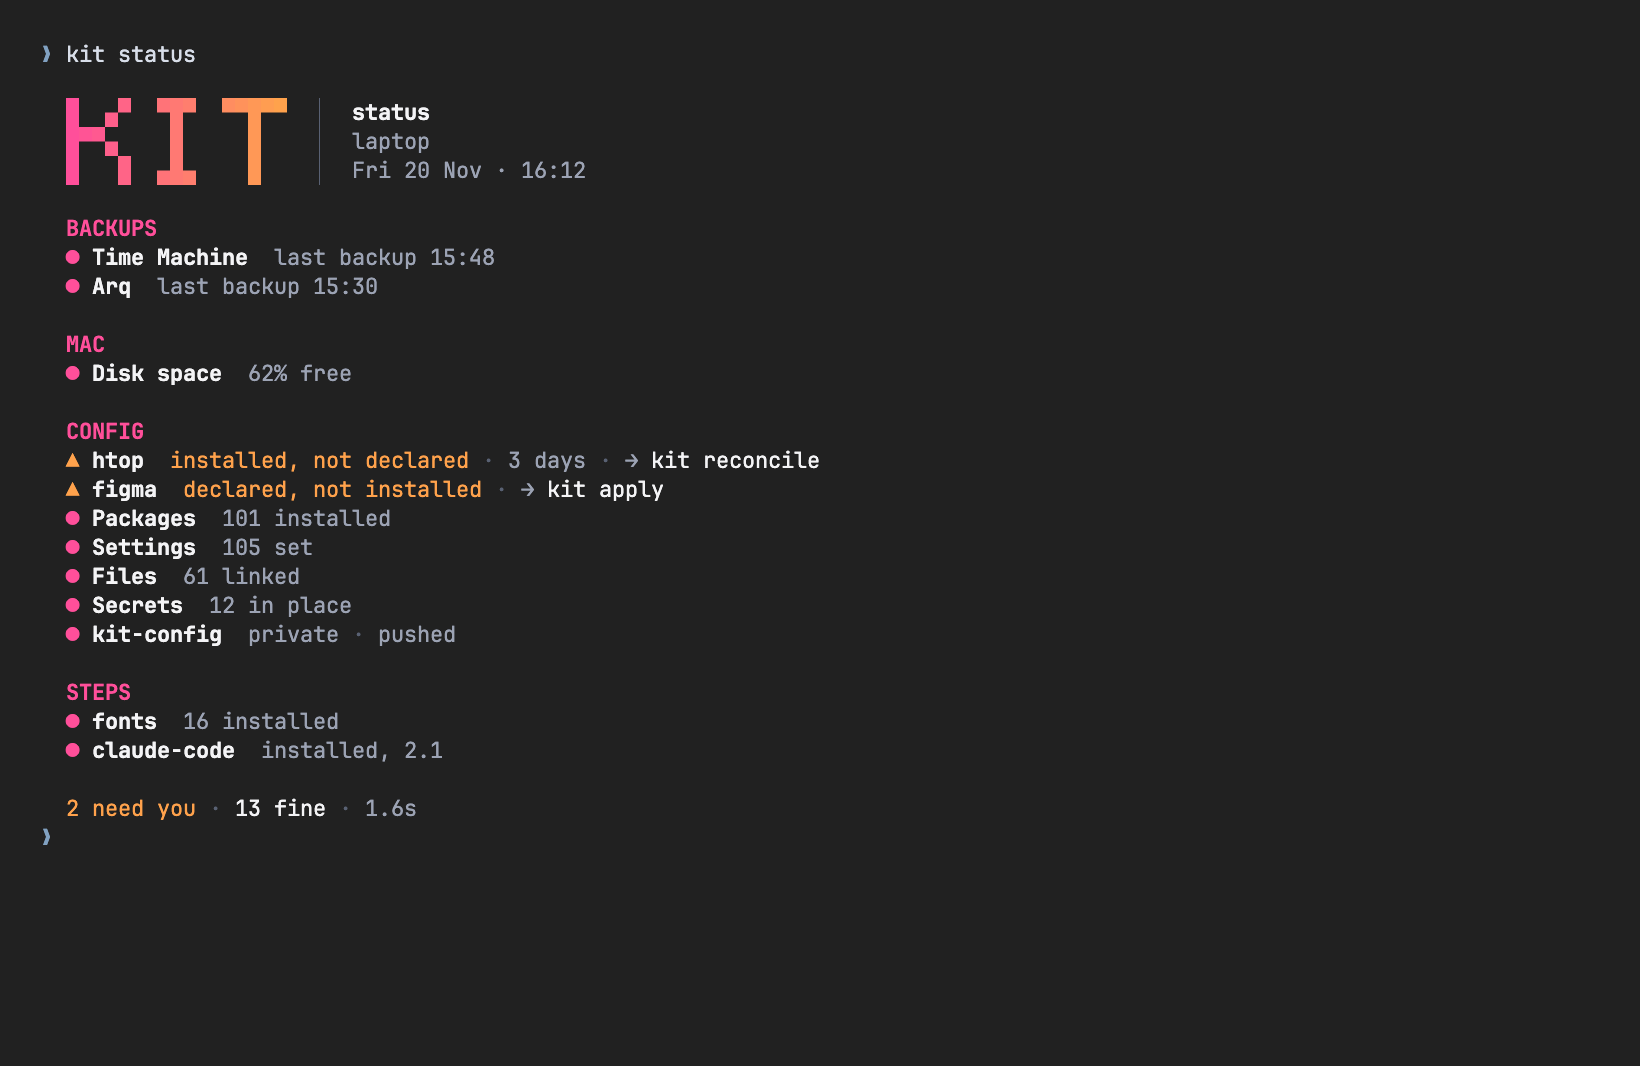 ❯ kit status
KIT
status
laptop
Fri 20 Nov · 16:12
BACKUPS
● Time Machine  last backup 15:48
● Arq  last backup 15:30
MAC
● Disk space  62% free
CONFIG
▲ htop  installed, not declared · 3 days · → kit reconcile
▲ figma  declared, not installed · → kit apply
● Packages  101 installed
● Settings  105 set
● Files  61 linked
● Secrets  12 in place
● kit-config  private · pushed
STEPS
● fonts  16 installed
● claude-code  installed, 2.1
2 need you · 13 fine · 1.6s
❯